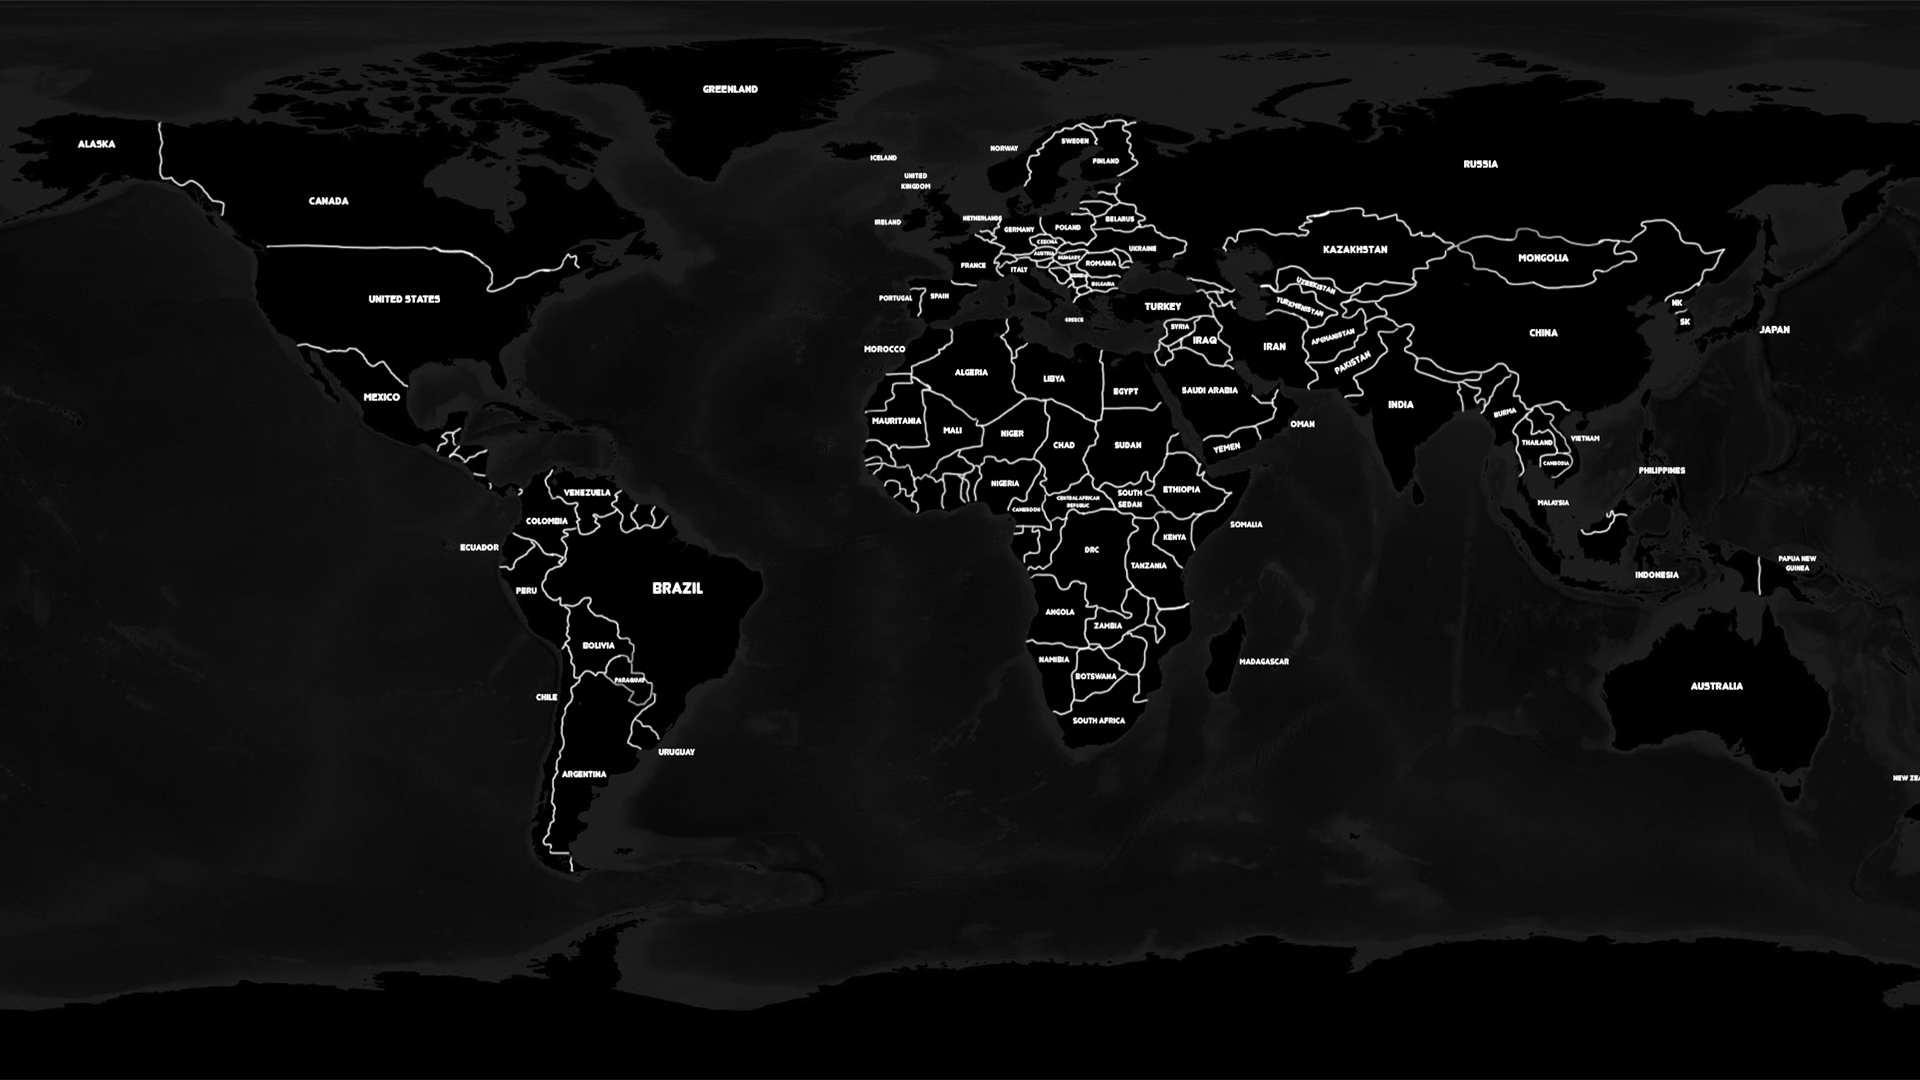 GREENLAND
ALASKA
CANADA
UNITED STATES
MEXICO
ICELAND
UNITED
KINGDOM
IRELAND
NORWAY
SWEDEN
FINLAND
RUSSIA
NETHERLANDS
GERMANY
POLAND
BELARUS
CZECHIA
AUSTRIA
HUNGARY
UKRAINE
FRANCE
ITALY
ROMANIA
SERBIA
BULGARIA
PORTUGAL
SPAIN
GREECE
TURKEY
SYRIA
IRAQ
IRAN
KAZAKHSTAN
UZBEKISTAN
TURKMENISTAN
AFGHANISTAN
PAKISTAN
MONGOLIA
CHINA
NK
SK
JAPAN
INDIA
BURMA
THAILAND
VIETNAM
CAMBODIA
PHILIPPINES
MALAYSIA
INDONESIA
PAPUA NEW
GUINEA
AUSTRALIA
NEW ZEA
MOROCCO
ALGERIA
LIBYA
EGYPT
SAUDI ARABIA
OMAN
YEMEN
MAURITANIA
MALI
NIGER
CHAD
SUDAN
NIGERIA
CAMEROON
CENTRAL AFRICAN
REPUBLIC
SOUTH
SEDAN
ETHIOPIA
SOMALIA
KENYA
DRC
TANZANIA
ANGOLA
ZAMBIA
NAMIBIA
BOTSWANA
MADAGASCAR
SOUTH AFRICA
VENEZUELA
COLOMBIA
ECUADOR
PERU
BRAZIL
BOLIVIA
PARAGUAY
CHILE
URUGUAY
ARGENTINA